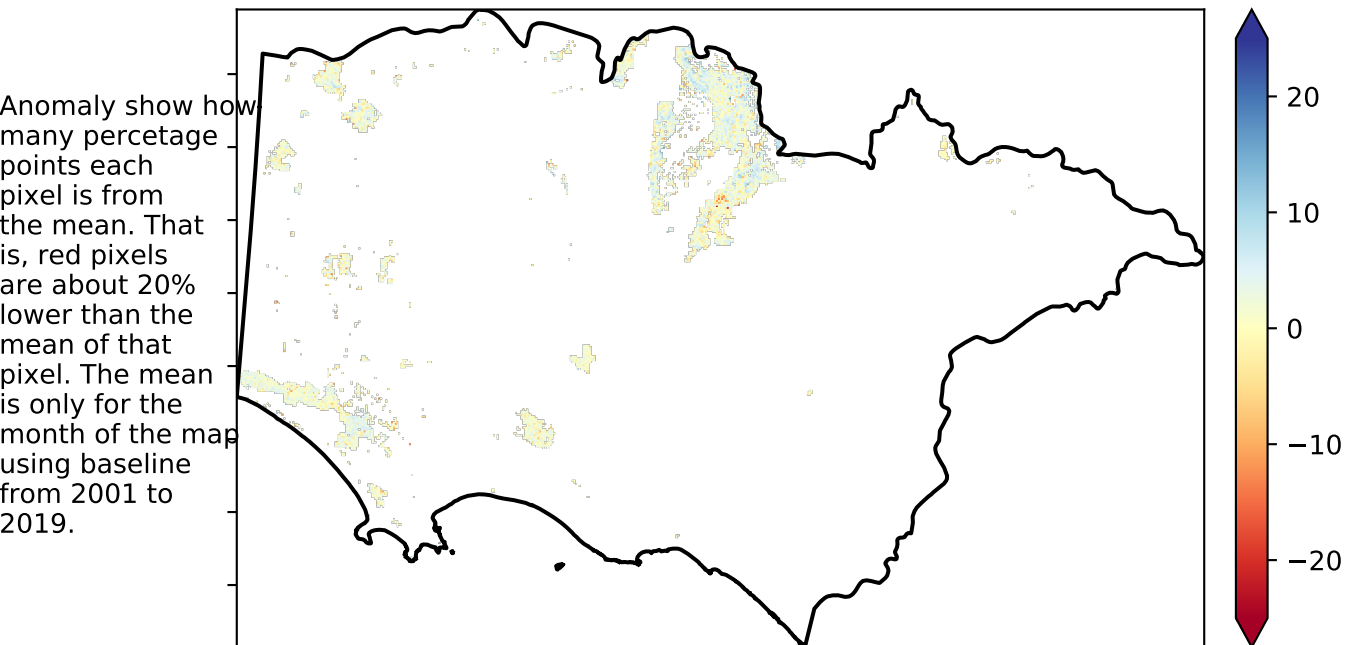 Anomaly show how
many percetage
points each
pixel is from
the mean. That
is, red pixels
are about 20%
lower than the
mean of that
pixel. The mean
is only for the
month of the map
using baseline
from 2001 to
2019.
20
10
0
−10
−20